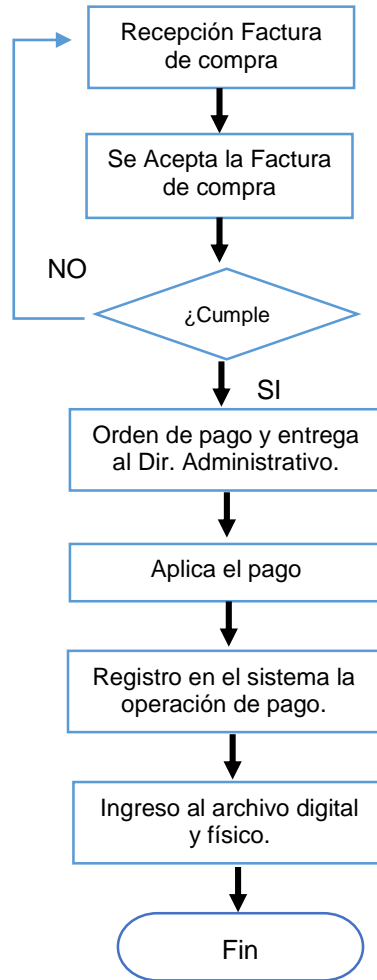 Recepción Factura
de compra
Se Acepta la Factura
de compra
NO
¿Cumple
SI
Orden de pago y entrega
al Dir. Administrativo.
Aplica el pago
Registro en el sistema la
operación de pago.
Ingreso al archivo digital
y físico.
Fin